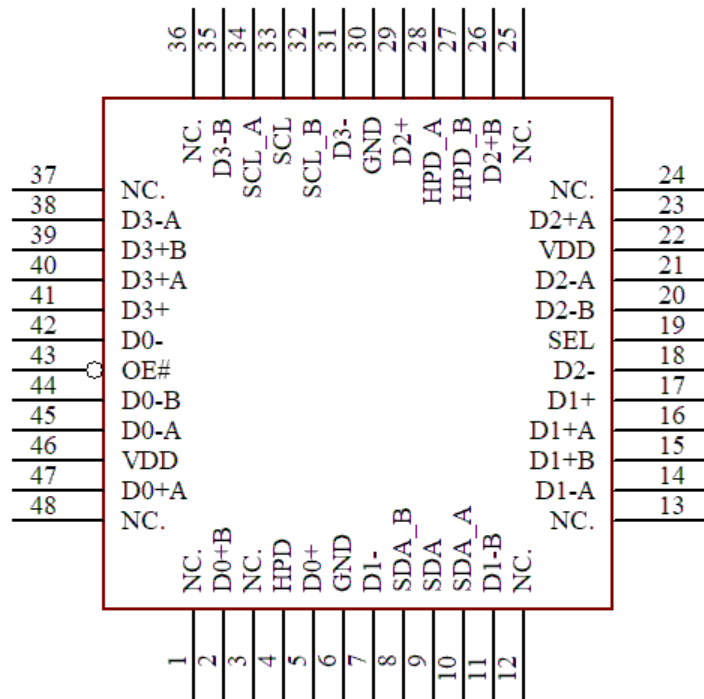 36 35 34 33 32 31 30 29 28 27 26 25
NC. D3-B SCL_A SCL SCL_B D3- GND D2+ HPD_A HPD_B D2+B NC.
37 NC. NC. 24
38 D3-A D2+A 23
39 D3+B VDD 22
40 D3+A D2-A 21
41 D3+ D2-B 20
42 D0- SEL 19
43 OE# D2- 18
44 D0-B D1+ 17
45 D0-A D1+A 16
46 VDD D1+B 15
47 D0+A D1-A 14
48 NC. NC. 13
NC. D0+B NC. HPD D0+ GND D1- SDA_B SDA SDA_A D1-B NC.
1 2 3 4 5 6 7 8 9 10 11 12